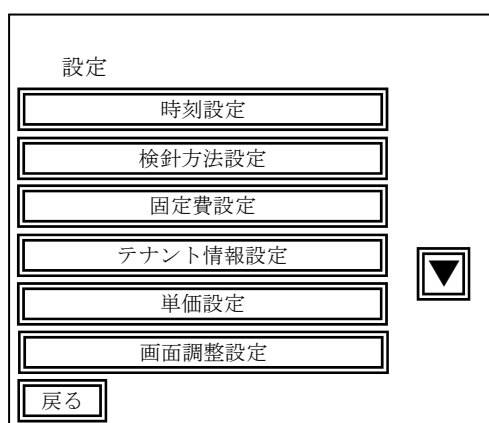 設定
時刻設定
検針方法設定
固定費設定
テナント情報設定
▼
単価設定
画面調整設定
戻る